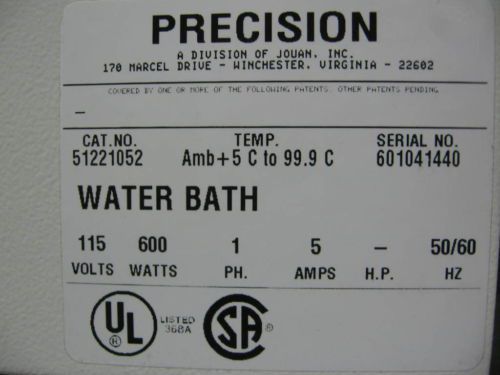 PRECISION
A DIVISION OF JOUAN, INC.
170 MARCEL DRIVE - WINCHESTER, VIRGINIA - 22602
COVERED BY ONE OR MORE OF THE FOLLOWING PATENTS. OTHER PATENTS PENDING
–
CAT.NO. TEMP. SERIAL NO.
51221052 Amb+5 C to 99.9 C 601041440
WATER BATH
115 600 1 5 – 50/60
VOLTS WATTS PH. AMPS H.P. HZ
UL ® LISTED 368A SA ®